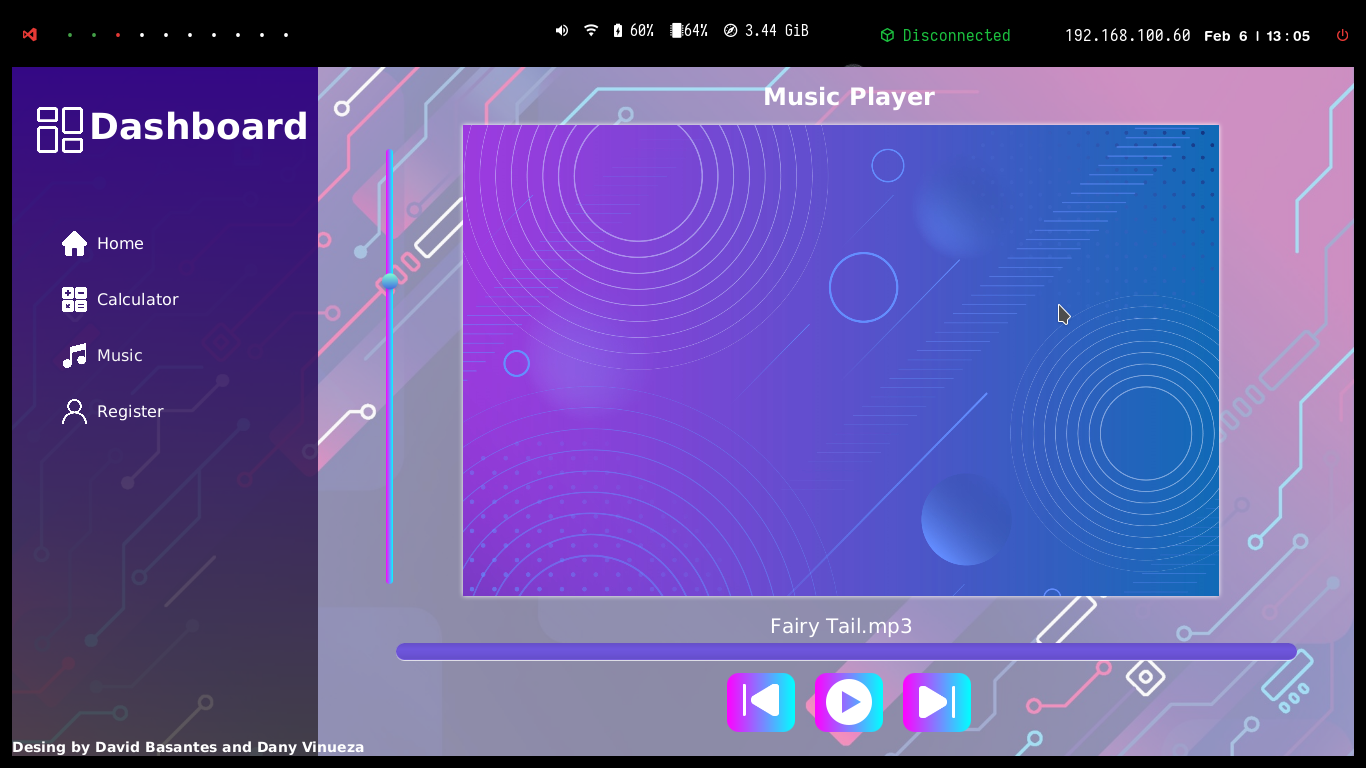 60% 64% 3.44 GiB Disconnected 192.168.100.60 Feb 6 | 13:05
Music Player
Dashboard
Home
Calculator
Music
Register
Fairy Tail.mp3
Desing by David Basantes and Dany Vinueza